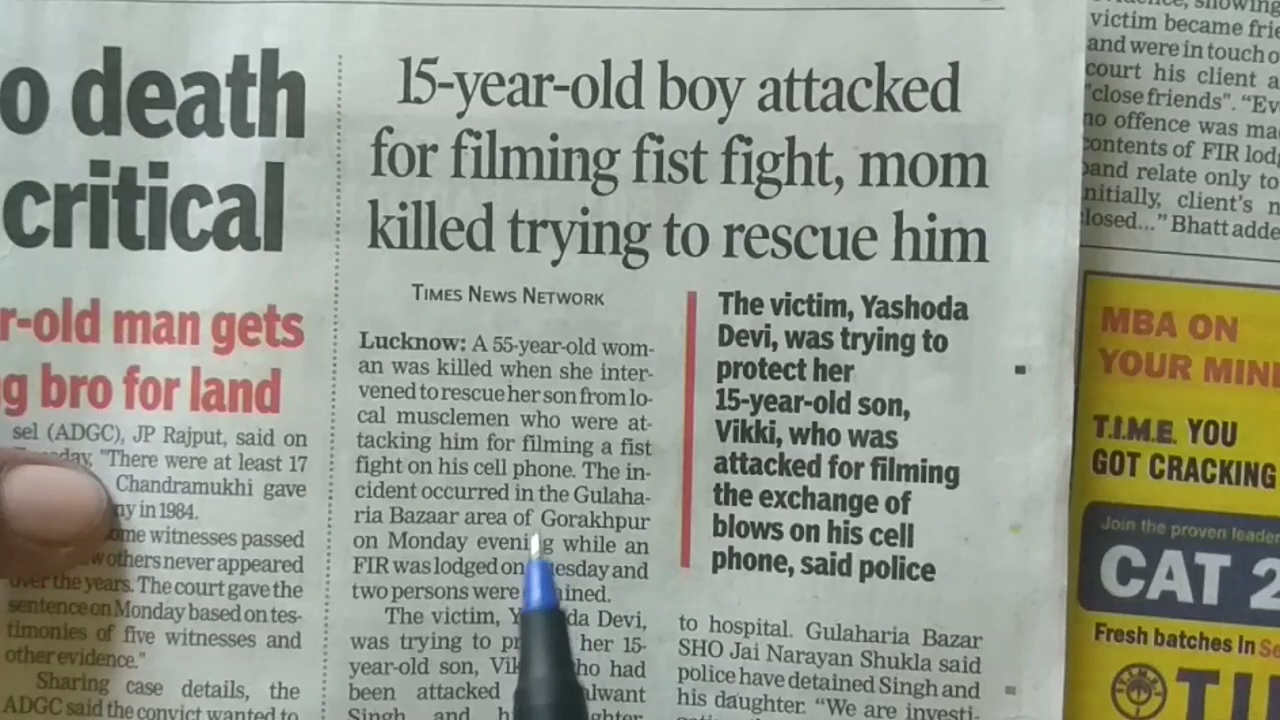 o death
critical
r-old man gets
g bro for land
sel (ADGC), JP Rajput, said on
"There were at least 17
Chandramukhi gave
ny in 1984.
ome witnesses passed
others never appeared
over the years. The court gave the
sentence on Monday based on tes-
timonies of five witnesses and
other evidence."
Sharing case details, the
ADGC said the convict wanted to
15-year-old boy attacked
for filming fist fight, mom
killed trying to rescue him
TIMES NEWS NETWORK
Lucknow: A 55-year-old wom-
an was killed when she inter-
vened to rescue her son from lo-
cal musclemen who were at-
tacking him for filming a fist
fight on his cell phone. The in-
cident occurred in the Gulaha-
ria Bazaar area of Gorakhpur
on Monday evening while an
FIR was lodged on esday and
two persons were ained.
The victim, Y da Devi,
was trying to pr her 15-
year-old son, Vik ho had
been attacked alwant
Singh and h ghter
The victim, Yashoda
Devi, was trying to
protect her
15-year-old son,
Vikki, who was
attacked for filming
the exchange of
blows on his cell
phone, said police
to hospital. Gulaharia Bazar
SHO Jai Narayan Shukla said
police have detained Singh and
his daughter. "We are investi-
showing
victim became frie
and were in touch o
court his client a
"close friends". "Ev
no offence was ma
contents of FIR lod
and relate only to
nitially, client's n
losed..." Bhatt adde
MBA ON
YOUR MIN
T.I.M.E. YOU
GOT CRACKING
Join the proven leader
CAT 2
Fresh batches in Se
T.I.M.E.
TI